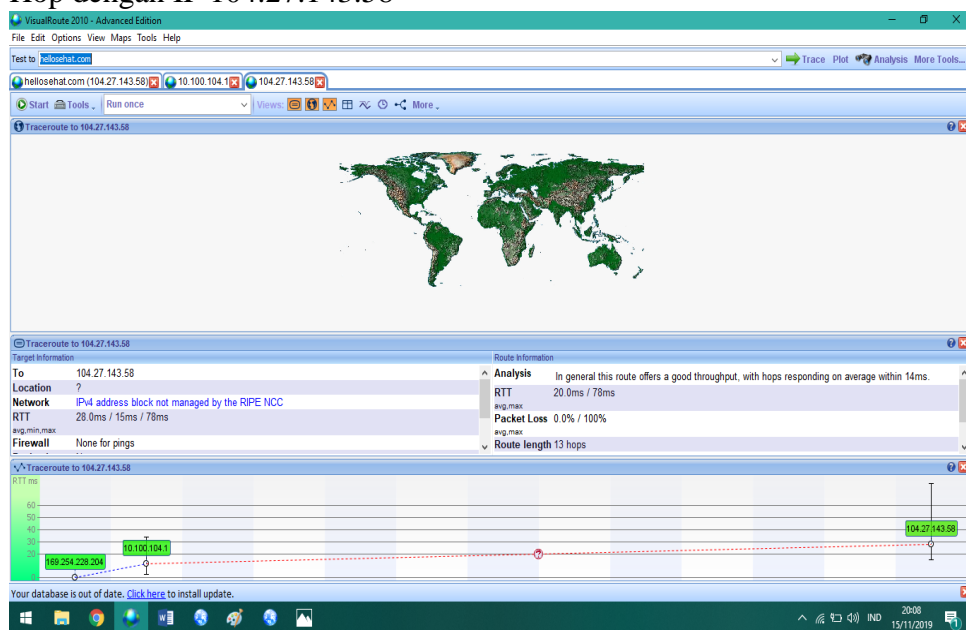 Hop dengan IP 104.27.143.58
VisualRoute 2010 - Advanced Edition
File Edit Options View Maps Tools Help
Test to hellosehat.com Trace Plot Analysis More Tools...
hellosehat.com (104.27.143.58) 10.100.104.1 104.27.143.58
Start Tools Run once Views: More
Traceroute to 104.27.143.58
Traceroute to 104.27.143.58
Target Information Route Information
To 104.27.143.58 Analysis In general this route offers a good throughput, with hops responding on average within 14ms.
Location ?
Network IPv4 address block not managed by the RIPE NCC RTT 20.0ms / 78ms
avg,max
RTT 28.0ms / 15ms / 78ms Packet Loss 0.0% / 100%
avg,min,max avg,max
Firewall None for pings Route length 13 hops
Traceroute to 104.27.143.58
RTT ms
60
50
40 104.27.143.58
30 10.100.104.1
20 ?
169.254.228.204
0
Your database is out of date. Click here to install update.
IND 20:08
15/11/2019